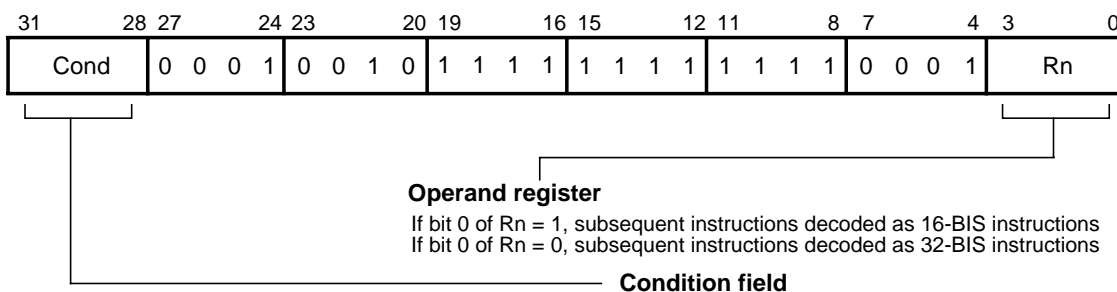 31 28 27 24 23 20 19 16 15 12 11 8 7 4 3 0
Cond 0 0 0 1 0 0 1 0 1 1 1 1 1 1 1 1 1 1 1 1 0 0 0 1 Rn
Operand register
If bit 0 of Rn = 1, subsequent instructions decoded as 16-BIS instructions
If bit 0 of Rn = 0, subsequent instructions decoded as 32-BIS instructions
Condition field